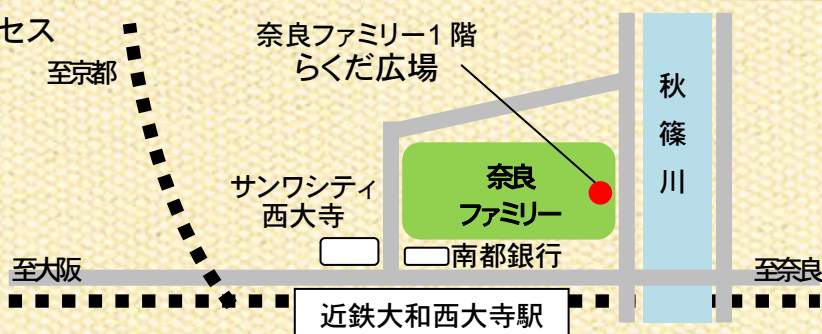 セス
奈良ファミリー1 階
らくだ広場
至京都
秋
篠
川
奈良
ファミリー
サンワシティ
西大寺
南都銀行
至大阪
至奈良
近鉄大和西大寺駅